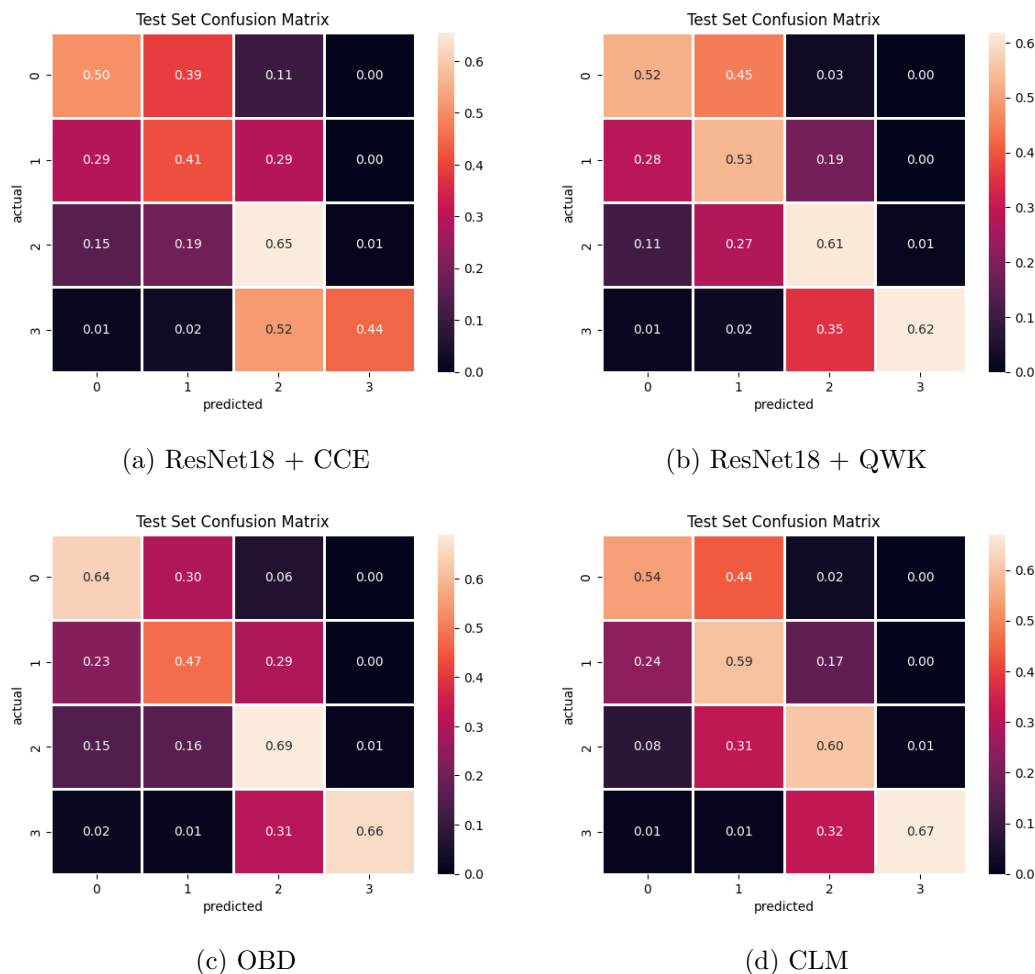 Test Set Confusion Matrix
0 0.50 0.39 0.11 0.00
1 0.29 0.41 0.29 0.00
2 0.15 0.19 0.65 0.01
3 0.01 0.02 0.52 0.44
0 1 2 3
predicted
actual
0.6
0.5
0.4
0.3
0.2
0.1
0.0
(a) ResNet18 + CCE
Test Set Confusion Matrix
0 0.52 0.45 0.03 0.00
1 0.28 0.53 0.19 0.00
2 0.11 0.27 0.61 0.01
3 0.01 0.02 0.35 0.62
0 1 2 3
predicted
actual
0.6
0.5
0.4
0.3
0.2
0.1
0.0
(b) ResNet18 + QWK
Test Set Confusion Matrix
0 0.64 0.30 0.06 0.00
1 0.23 0.47 0.29 0.00
2 0.15 0.16 0.69 0.01
3 0.02 0.01 0.31 0.66
0 1 2 3
predicted
actual
0.6
0.5
0.4
0.3
0.2
0.1
0.0
(c) OBD
Test Set Confusion Matrix
0 0.54 0.44 0.02 0.00
1 0.24 0.59 0.17 0.00
2 0.08 0.31 0.60 0.01
3 0.01 0.01 0.32 0.67
0 1 2 3
predicted
actual
0.6
0.5
0.4
0.3
0.2
0.1
0.0
(d) CLM